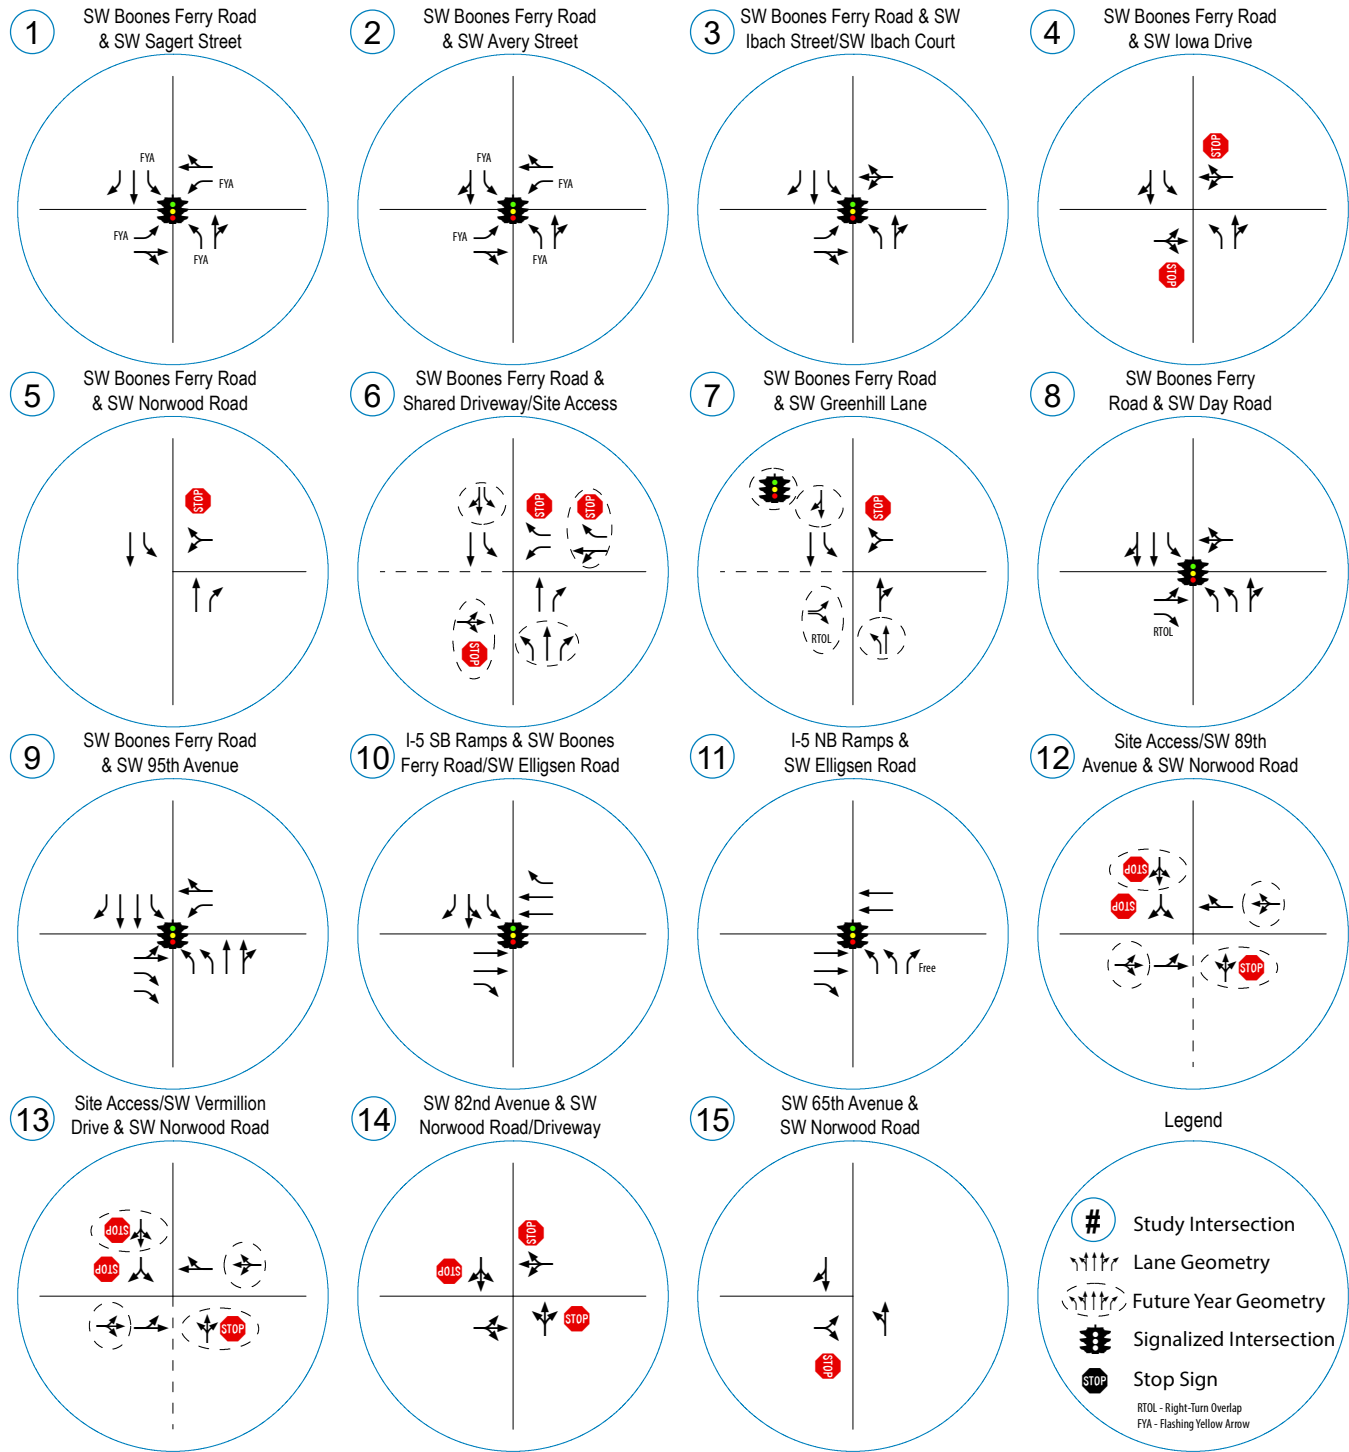 1
SW Boones Ferry Road
& SW Sagert Street
FYA
FYA
FYA
FYA
2
SW Boones Ferry Road
& SW Avery Street
FYA
FYA
FYA
FYA
3
SW Boones Ferry Road & SW
Ibach Street/SW Ibach Court
4
SW Boones Ferry Road
& SW Iowa Drive
STOP
STOP
5
SW Boones Ferry Road
& SW Norwood Road
STOP
6
SW Boones Ferry Road &
Shared Driveway/Site Access
STOP
STOP
STOP
7
SW Boones Ferry Road
& SW Greenhill Lane
STOP
RTOL
8
SW Boones Ferry
Road & SW Day Road
RTOL
9
SW Boones Ferry Road
& SW 95th Avenue
10
I-5 SB Ramps & SW Boones
Ferry Road/SW Elligsen Road
11
I-5 NB Ramps &
SW Elligsen Road
Free
12
Site Access/SW 89th
Avenue & SW Norwood Road
STOP
STOP
STOP
13
Site Access/SW Vermillion
Drive & SW Norwood Road
STOP
STOP
STOP
14
SW 82nd Avenue & SW
Norwood Road/Driveway
STOP
STOP
STOP
15
SW 65th Avenue &
SW Norwood Road
STOP
Legend
# Study Intersection
Lane Geometry
Future Year Geometry
Signalized Intersection
STOP Stop Sign
RTOL - Right-Turn Overlap
FYA - Flashing Yellow Arrow